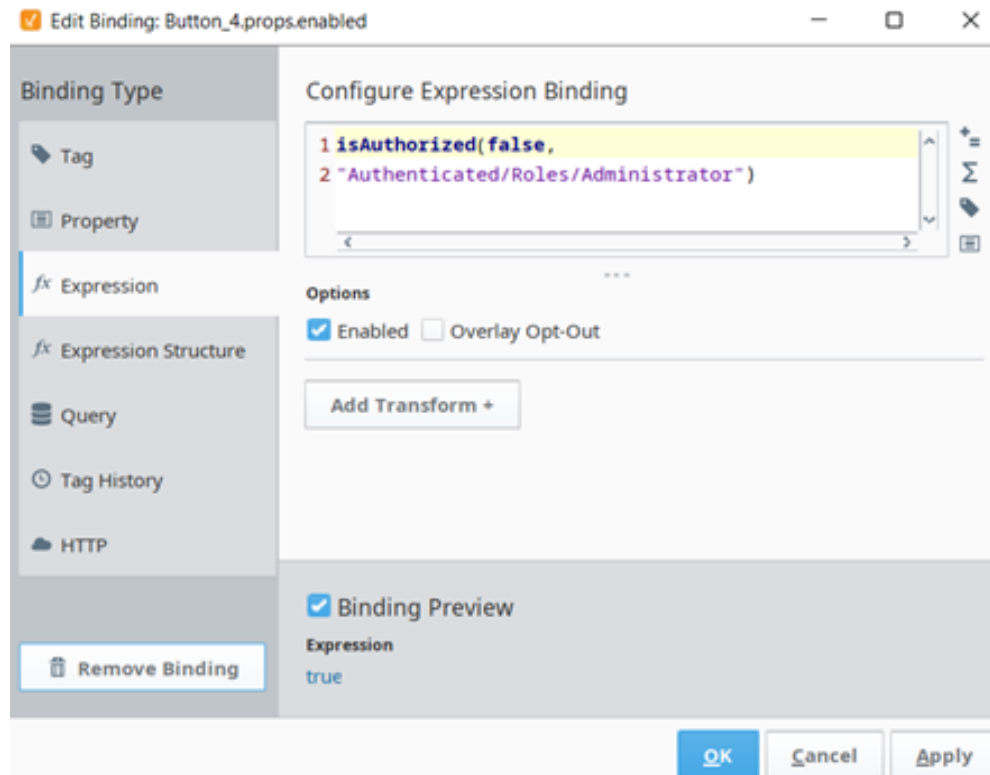 Edit Binding: Button_4.props.enabled
Binding Type
Tag
Property
fx Expression
fx Expression Structure
Query
Tag History
HTTP
Remove Binding
Configure Expression Binding
1 isAuthorized(false,
2 "Authenticated/Roles/Administrator")
Options
Enabled Overlay Opt-Out
Add Transform +
Binding Preview
Expression
true
OK Cancel Apply